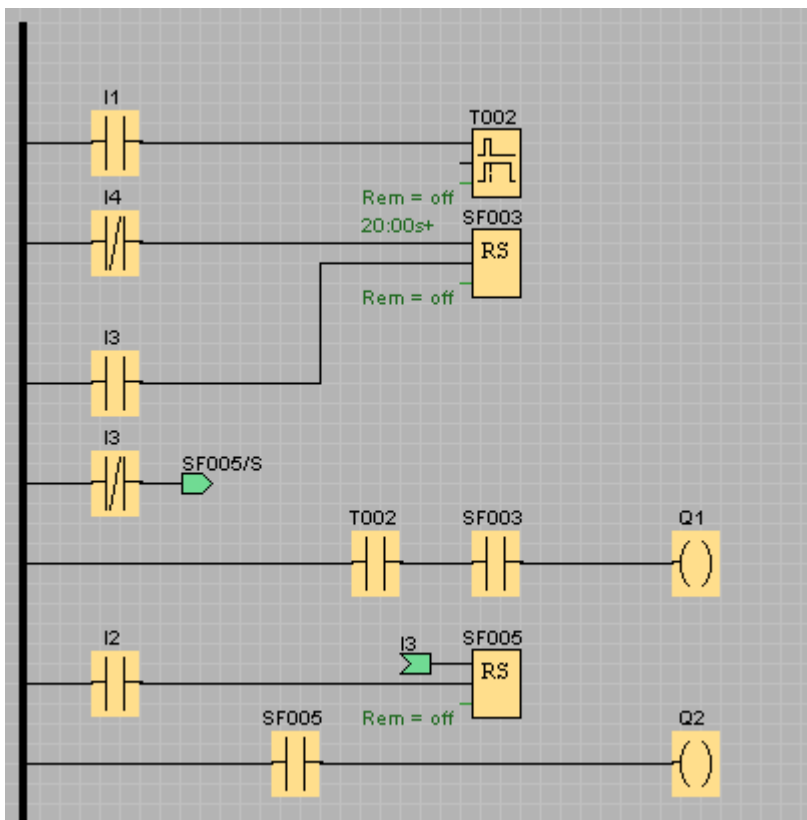 I1
T002
Rem = off
20:00s+
I4
SF003
RS
Rem = off
I3
I3
SF005/S
T002 SF003 Q1
I2
I3
SF005
RS
Rem = off
SF005
Q2